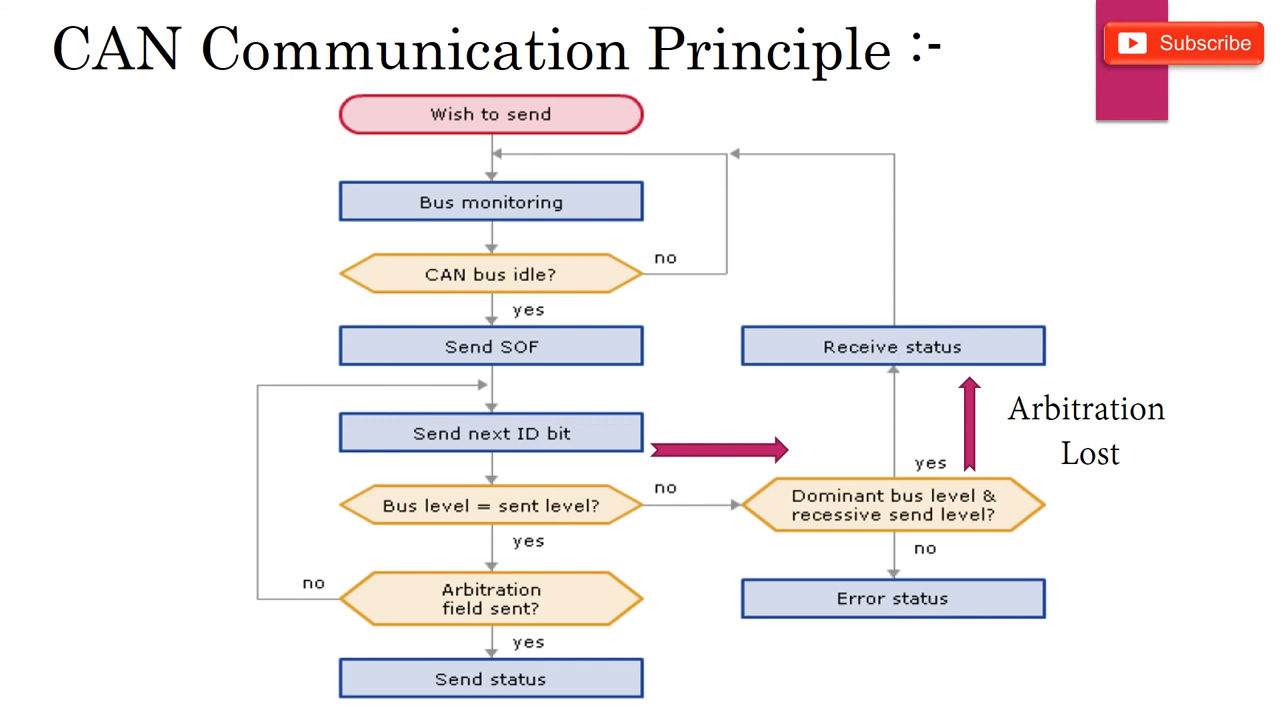 CAN Communication Principle :-
Subscribe
Wish to send
Bus monitoring
CAN bus idle?
no
yes
Send SOF
Receive status
Arbitration
Lost
Send next ID bit
yes
Bus level = sent level?
no
Dominant bus level &
recessive send level?
yes
no
no
Arbitration
field sent?
Error status
yes
Send status